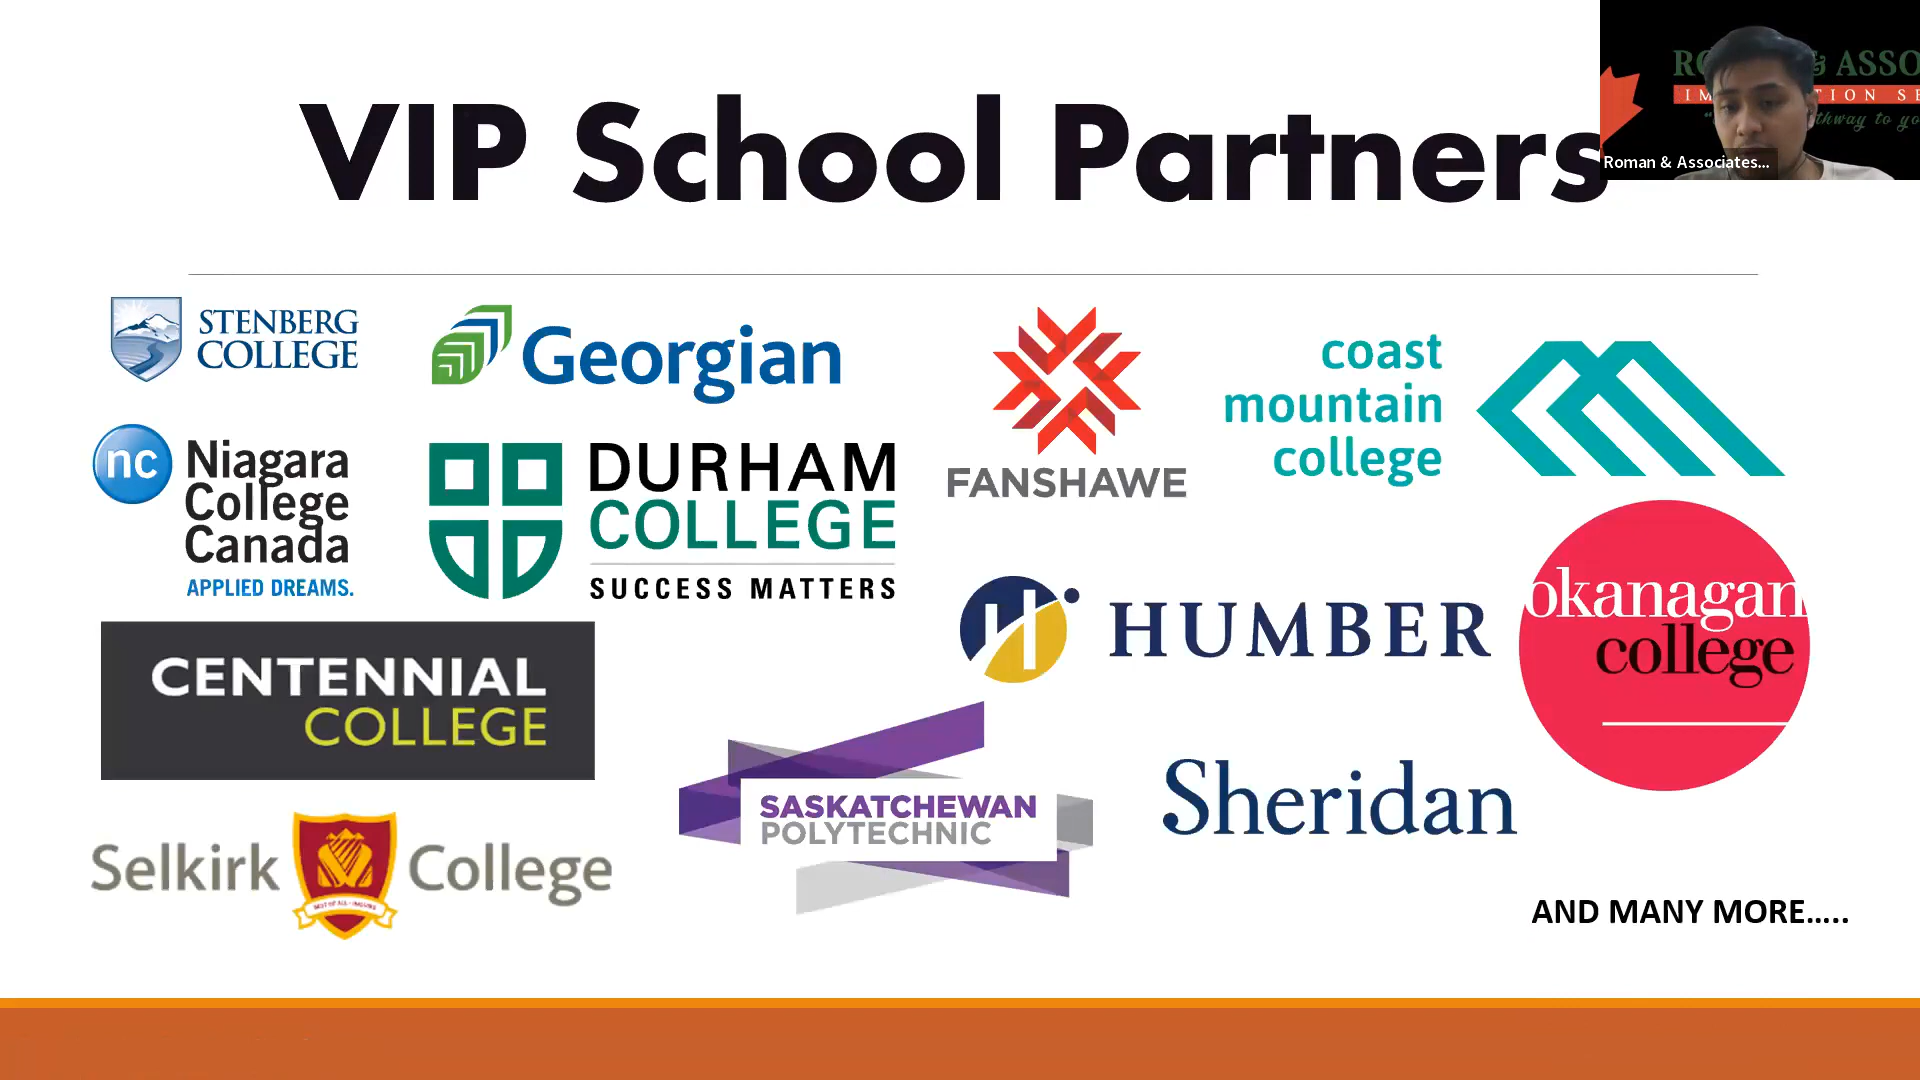 VIP School Partners
Roman & Associates...
STENBERG
COLLEGE
Georgian
FANSHAWE
coast
mountain
college
nc
Niagara
College
Canada
APPLIED DREAMS.
DURHAM
COLLEGE
SUCCESS MATTERS
HUMBER
okanagan
college
CENTENNIAL
COLLEGE
SASKATCHEWAN
POLYTECHNIC
Sheridan
Selkirk College
AND MANY MORE.....